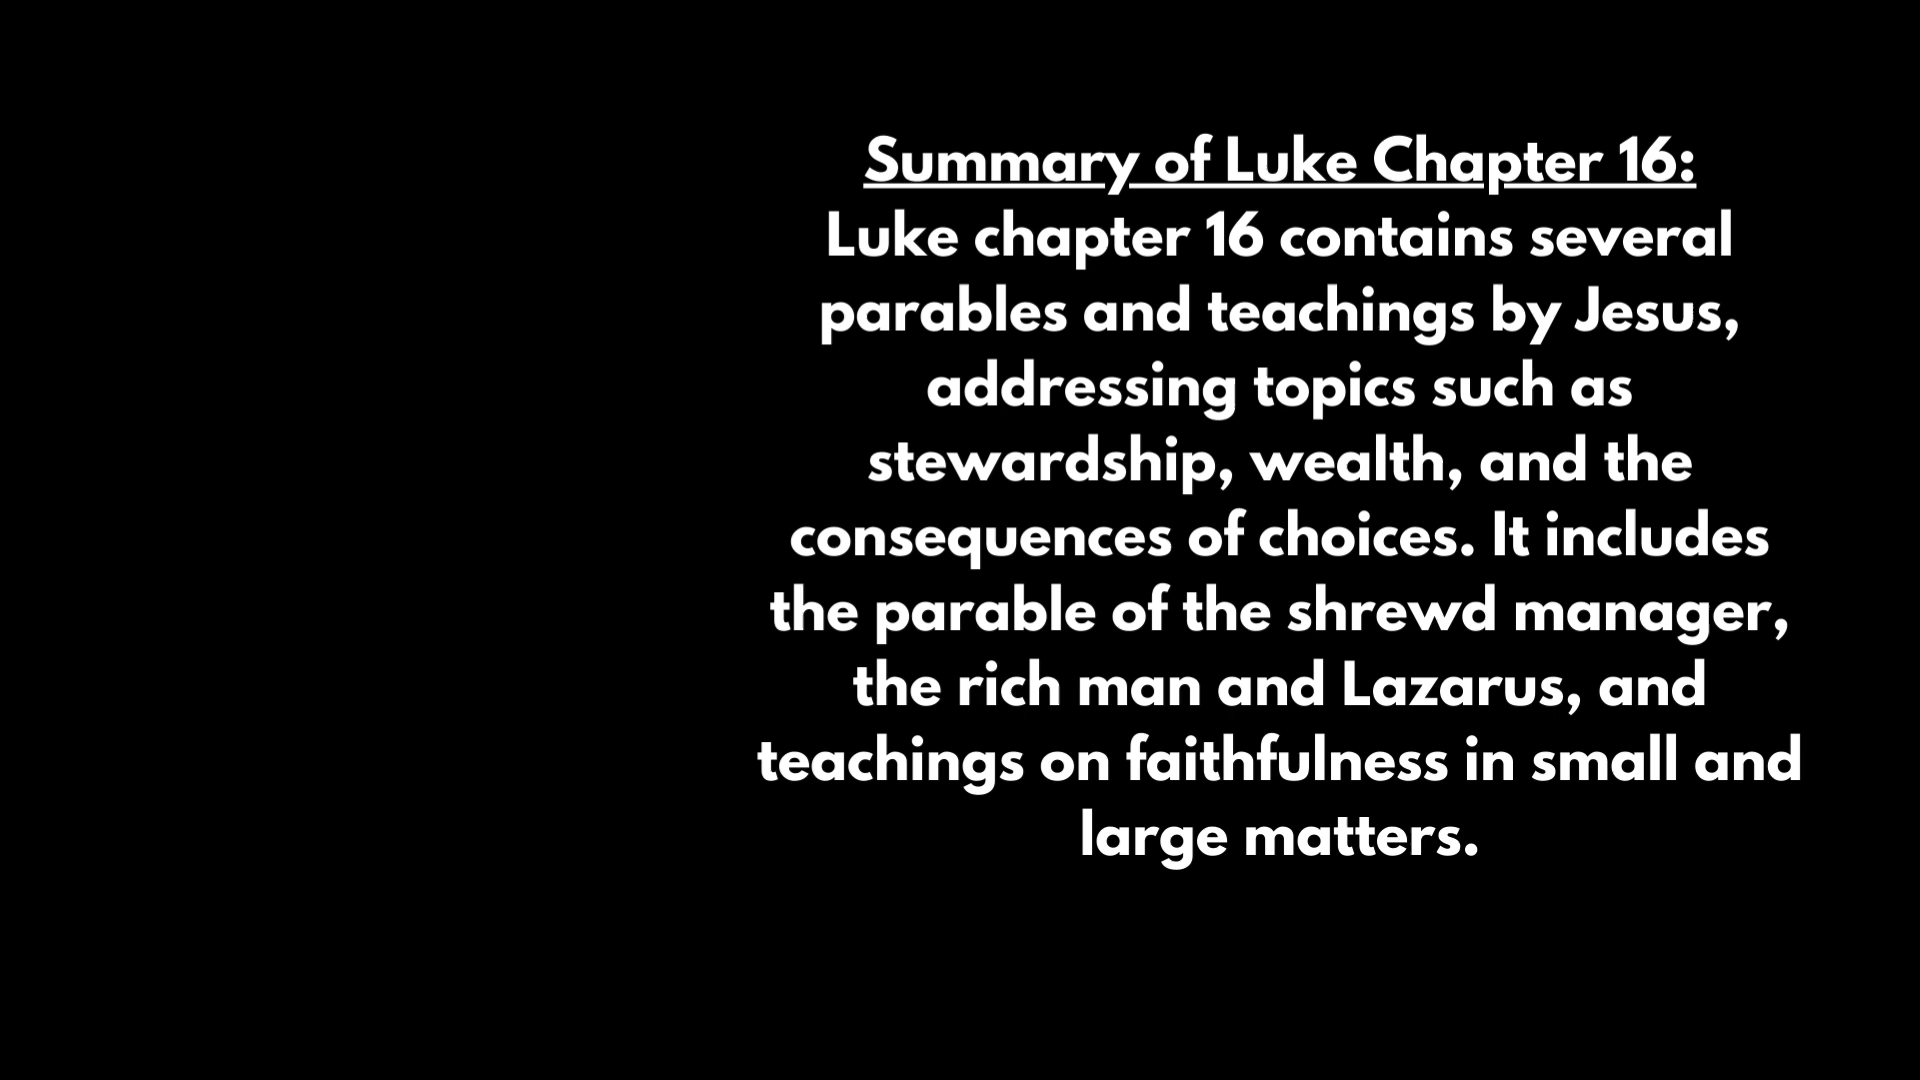 Summary of Luke Chapter 16:
Luke chapter 16 contains several
parables and teachings by Jesus,
addressing topics such as
stewardship, wealth, and the
consequences of choices. It includes
the parable of the shrewd manager,
the rich man and Lazarus, and
teachings on faithfulness in small and
large matters.